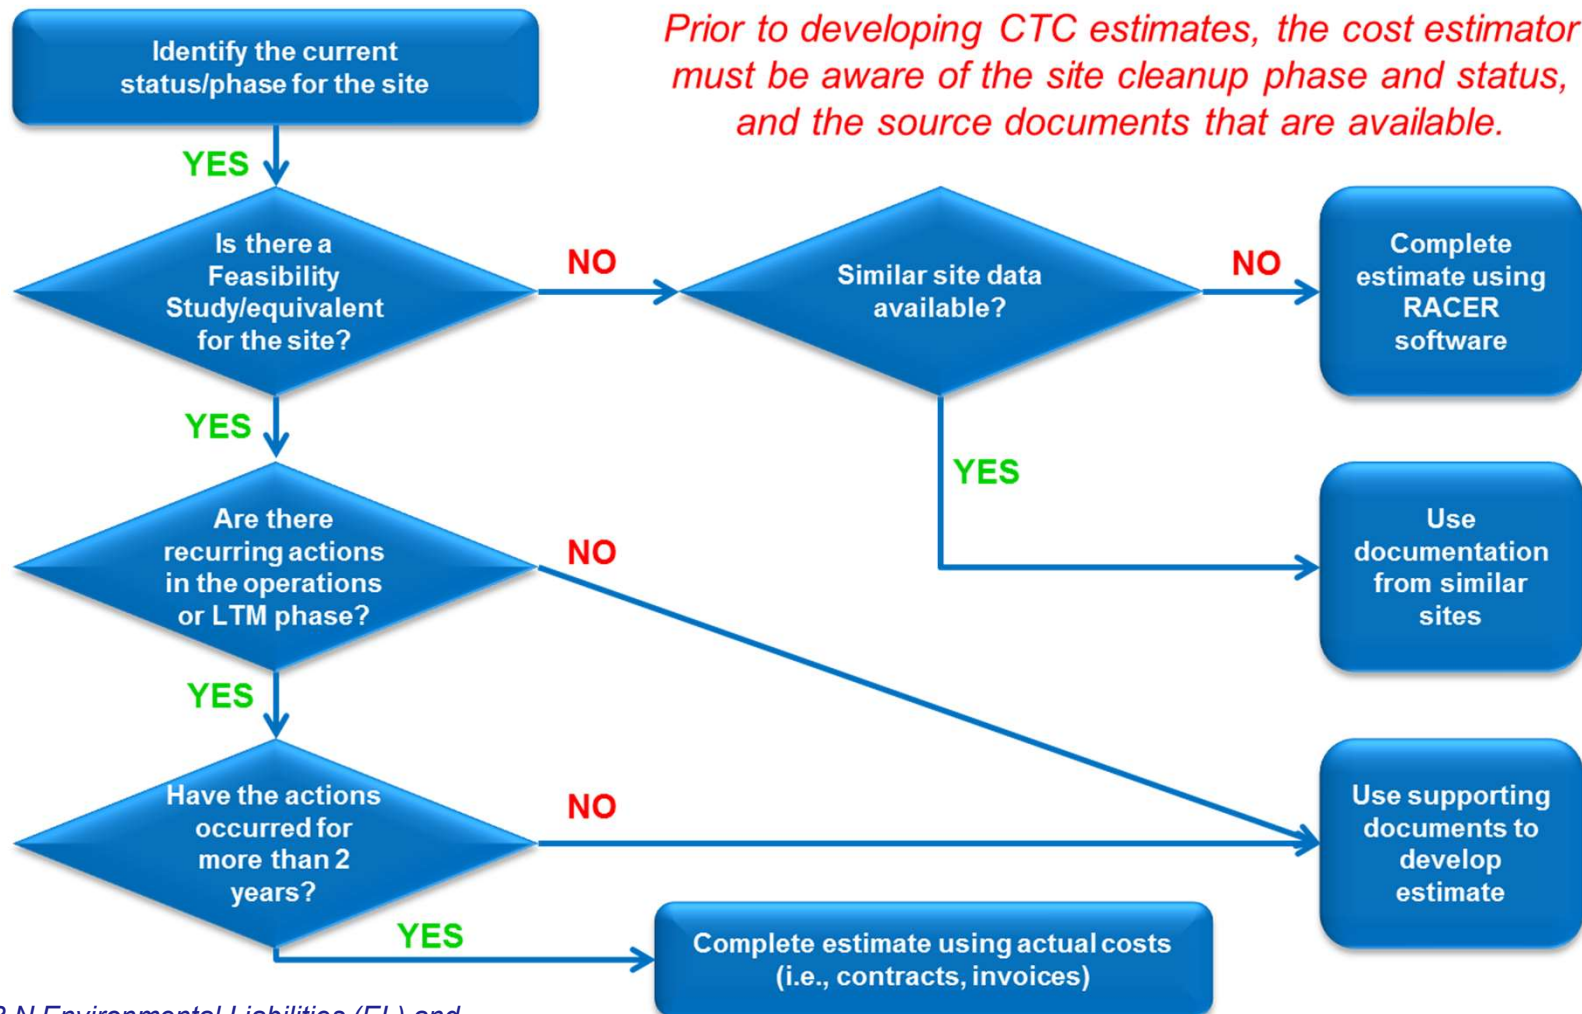 Identify the current
status/phase for the site
Prior to developing CTC estimates, the cost estimator
must be aware of the site cleanup phase and status,
and the source documents that are available.
YES
Is there a
Feasibility
Study/equivalent
for the site?
NO
Similar site data
available?
NO
Complete
estimate using
RACER
software
YES
YES
Are there
recurring actions
in the operations
or LTM phase?
NO
Use
documentation
from similar
sites
YES
Have the actions
occurred for
more than 2
years?
NO
Use supporting
documents to
develop
estimate
YES
Complete estimate using actual costs
(i.e., contracts, invoices)
N Environmental Liabilities (EL) and